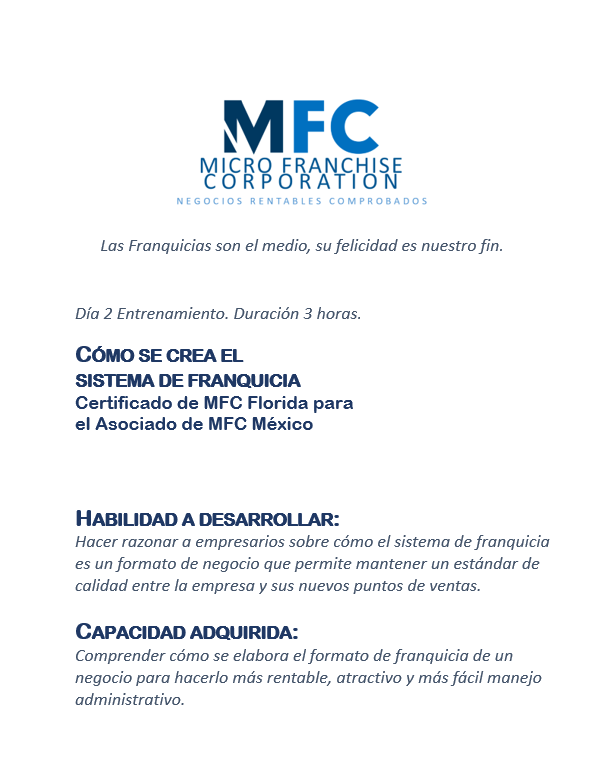 MFC
MICRO FRANCHISE
CORPORATION
NEGOCIOS RENTABLES COMPROBADOS
Las Franquicias son el medio, su felicidad es nuestro fin.
Día 2 Entrenamiento. Duración 3 horas.
CÓMO SE CREA EL
SISTEMA DE FRANQUICIA
Certificado de MFC Florida para
el Asociado de MFC México
HABILIDAD A DESARROLLAR:
Hacer razonar a empresarios sobre cómo el sistema de franquicia
es un formato de negocio que permite mantener un estándar de
calidad entre la empresa y sus nuevos puntos de ventas.
CAPACIDAD ADQUIRIDA:
Comprender cómo se elabora el formato de franquicia de un
negocio para hacerlo más rentable, atractivo y más fácil manejo
administrativo.